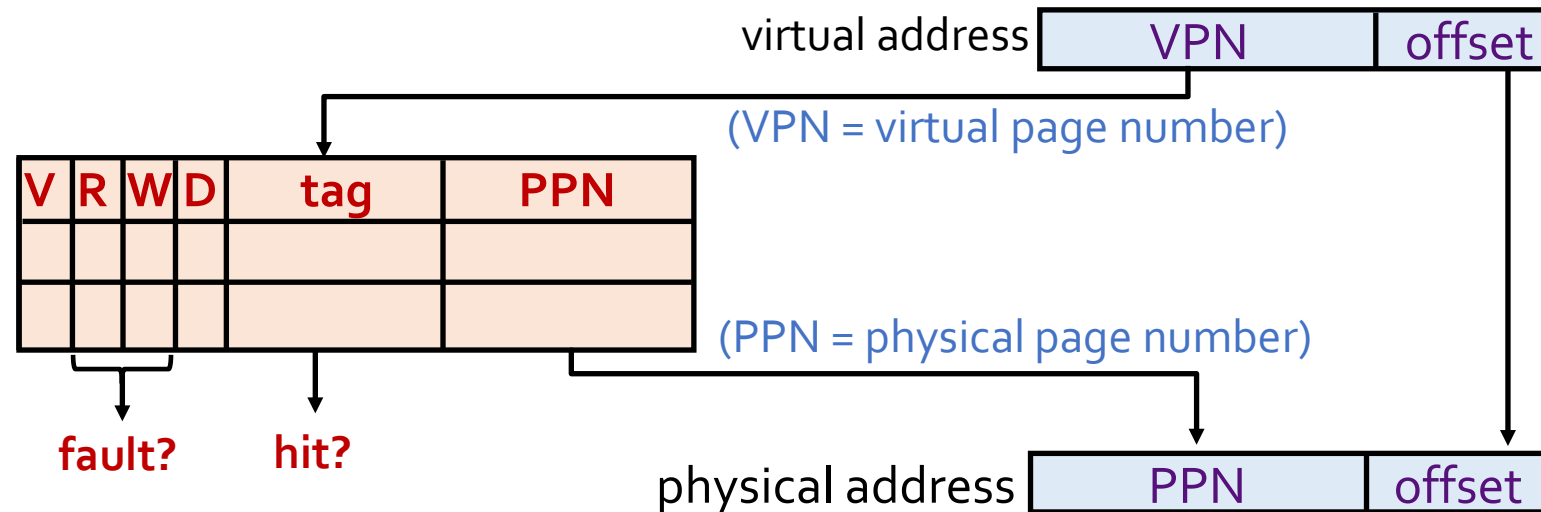 virtual address VPN offset
(VPN = virtual page number)
V R W D tag PPN
(PPN = physical page number)
fault? hit?
physical address PPN offset